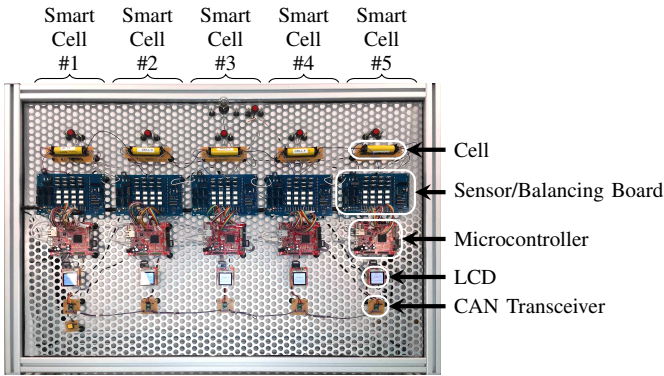 Smart Cell #1
Smart Cell #2
Smart Cell #3
Smart Cell #4
Smart Cell #5
Cell
Sensor/Balancing Board
Microcontroller
LCD
CAN Transceiver